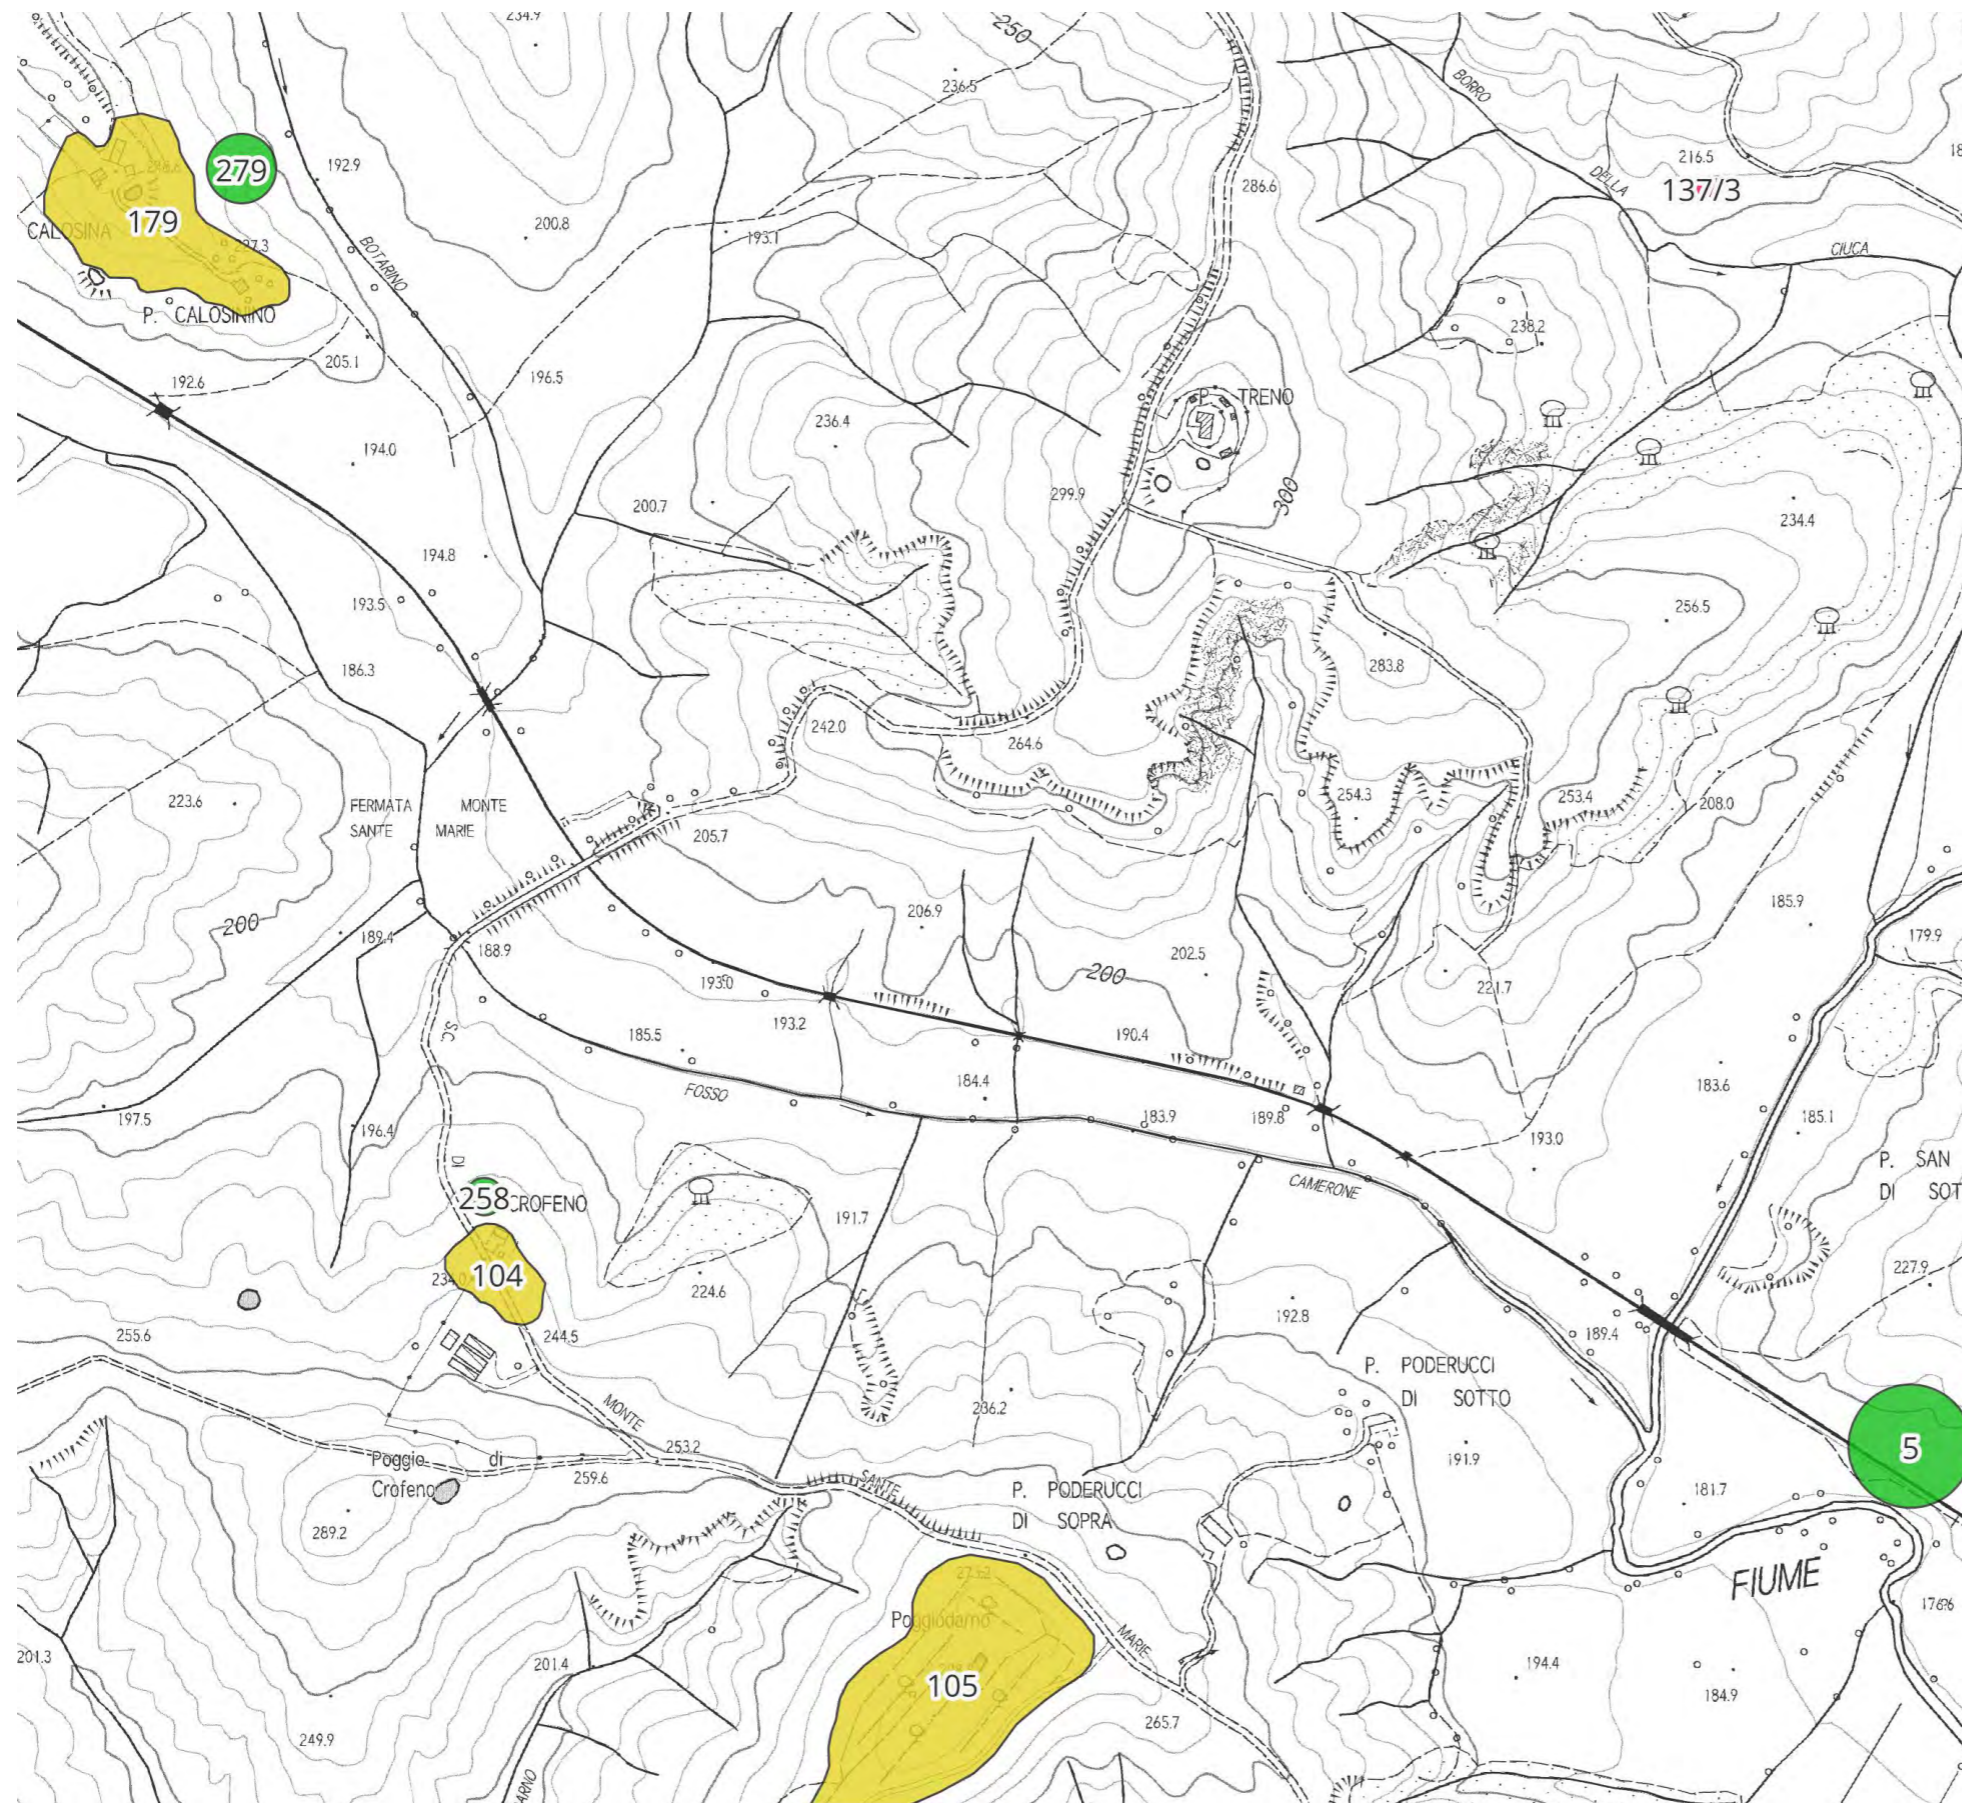 234.9
250
236.5
BORRO
279
192.9
286.6
DELLA
216.5
137/3
179
CALOSINA
227.3
BOTARINO
200.8
193.1
CIUCA
P. CALOSININO
205.1
192.6
196.5
238.2
P. TRENO
236.4
194.0
299.9
300
200.7
234.4
194.8
193.5
256.5
186.3
283.8
242.0
264.6
223.6
FERMATA MONTE
SANTE MARIE
254.3
253.4
208.0
205.7
200
206.9
185.9
189.4
188.9
202.5
179.9
193.0
200
221.7
S.C.
185.5
193.2
190.4
184.4
183.6
FOSSO
197.5
196.4
183.9
189.8
185.1
193.0
DI
P. SAN
DI SOT
258
CROFENO
CAMERONE
191.7
104
224.6
227.9
192.8
255.6
244.5
189.4
P. PODERUCCI
DI SOTTO
MONTE
236.2
253.2
5
Poggio di
Crofeno
259.6
191.9
SANTE
P. PODERUCCI
DI SOPRA
181.7
289.2
FIUME
Poggiodarno
176.6
MARIE
201.3
201.4
105
194.4
184.9
249.9
265.7
ARNO